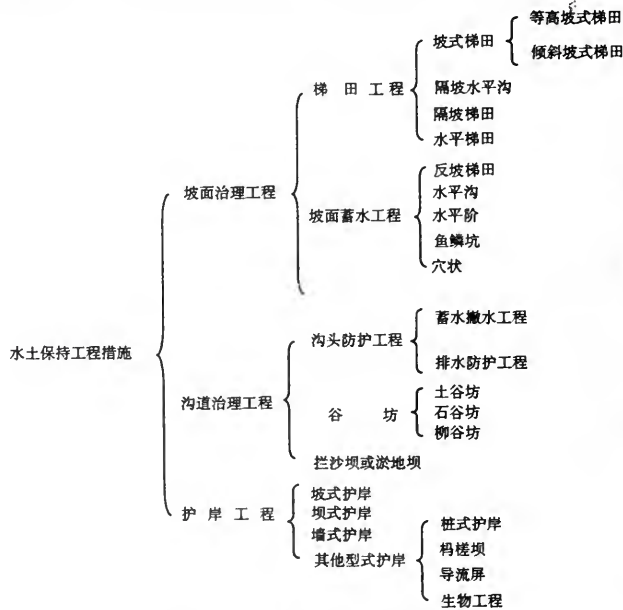 等高坡式梯田
坡式梯田
倾斜坡式梯田
梯田工程
隔坡水平沟
隔坡梯田
水平梯田
坡面治理工程
反坡梯田
水平沟
坡面蓄水工程
水平阶
鱼鳞坑
穴状
水土保持工程措施
沟头防护工程
蓄水撇水工程
排水防护工程
沟道治理工程
谷坊
土谷坊
石谷坊
柳谷坊
拦沙坝或淤地坝
护岸工程
坡式护岸
坝式护岸
墙式护岸
其他型式护岸
桩式护岸
杩槎坝
导流屏
生物工程